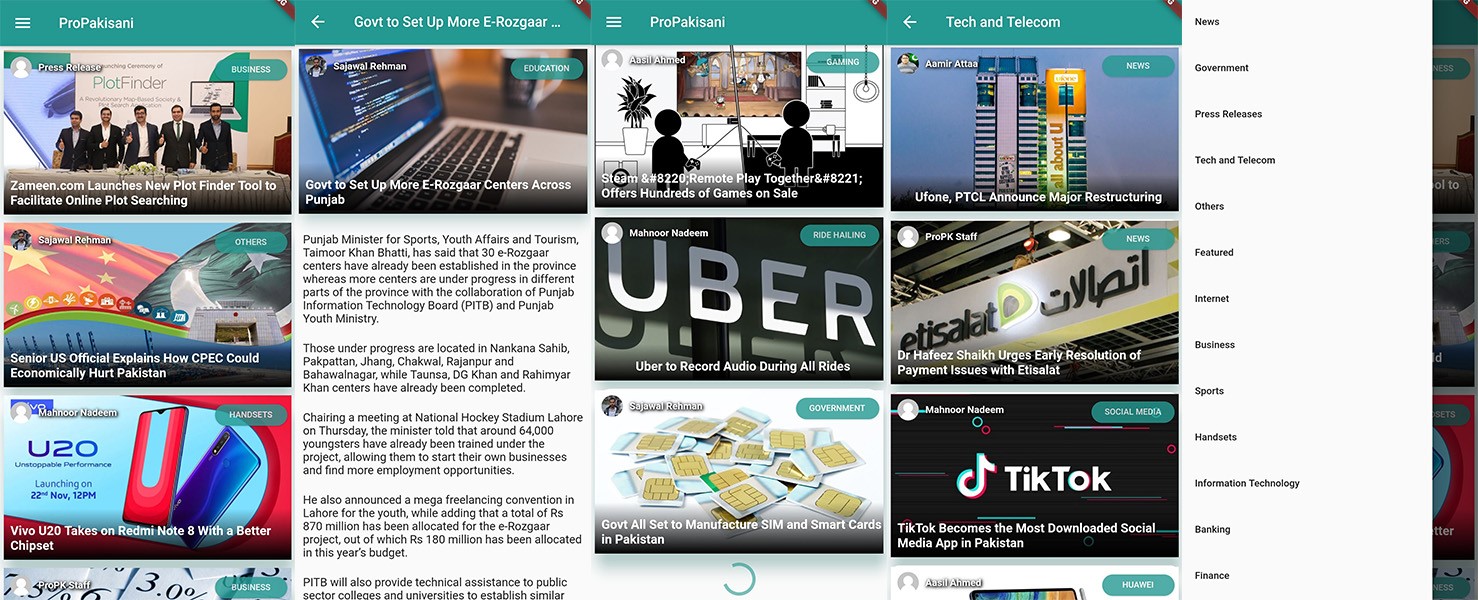 ProPakisani
Press Release
BUSINESS
Launching Ceremony of
PlotFinder
A Revolutionary Map-Based Society &
Plot Search Application
Zameen.com Launches New Plot Finder Tool to
Facilitate Online Plot Searching
Sajawal Rehman
OTHERS
Senior US Official Explains How CPEC Could
Economically Hurt Pakistan
Mahnoor Nadeem
HANDSETS
U20
Unstoppable Performance
Launching on
22nd Nov, 12PM
Vivo U20 Takes on Redmi Note 8 With a Better
Chipset
ProPK Staff
BUSINESS
Govt to Set Up More E-Rozgaar ...
Sajawal Rehman
EDUCATION
Govt to Set Up More E-Rozgaar Centers Across
Punjab
Punjab Minister for Sports, Youth Affairs and Tourism,
Taimoor Khan Bhatti, has said that 30 e-Rozgaar
centers have already been established in the province
whereas more centers are under progress in different
parts of the province with the collaboration of Punjab
Information Technology Board (PITB) and Punjab
Youth Ministry.
Those under progress are located in Nankana Sahib,
Pakpattan, Jhang, Chakwal, Rajanpur and
Bahawalnagar, while Taunsa, DG Khan and Rahimyar
Khan centers have already been completed.
Chairing a meeting at National Hockey Stadium Lahore
on Thursday, the minister told that around 64,000
youngsters have already been trained under the
project, allowing them to start their own businesses
and find more employment opportunities.
He also announced a mega freelancing convention in
Lahore for the youth, while adding that a total of Rs
870 million has been allocated for the e-Rozgaar
project, out of which Rs 180 million has been allocated
in this year's budget.
PITB will also provide technical assistance to public
sector colleges and universities to establish similar
ProPakisani
Aasil Ahmed
GAMING
Steam &#8220;Remote Play Together&#8221;
Offers Hundreds of Games on Sale
Mahnoor Nadeem
RIDE HAILING
UBER
Uber to Record Audio During All Rides
Sajawal Rehman
GOVERNMENT
Govt All Set to Manufacture SIM and Smart Cards
in Pakistan
Tech and Telecom
Aamir Attaa
NEWS
ufone
all about U
Ufone, PTCL Announce Major Restructuring
ProPK Staff
NEWS
اتصالات
etisalat
Dr Hafeez Shaikh Urges Early Resolution of
Payment Issues with Etisalat
Mahnoor Nadeem
SOCIAL MEDIA
TikTok
TikTok Becomes the Most Downloaded Social
Media App in Pakistan
Aasil Ahmed
HUAWEI
News
Government
Press Releases
Tech and Telecom
Others
Featured
Internet
Business
Sports
Handsets
Information Technology
Banking
Finance